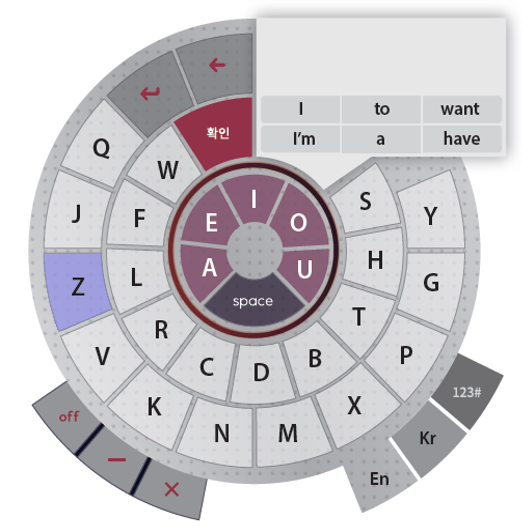 I to want
I'm a have
확인
Q W
J F
Z L
V R
K C
N D
M B
X T
P H
G S
Y
I
E O
A U
space
off
−
×
123#
Kr
En